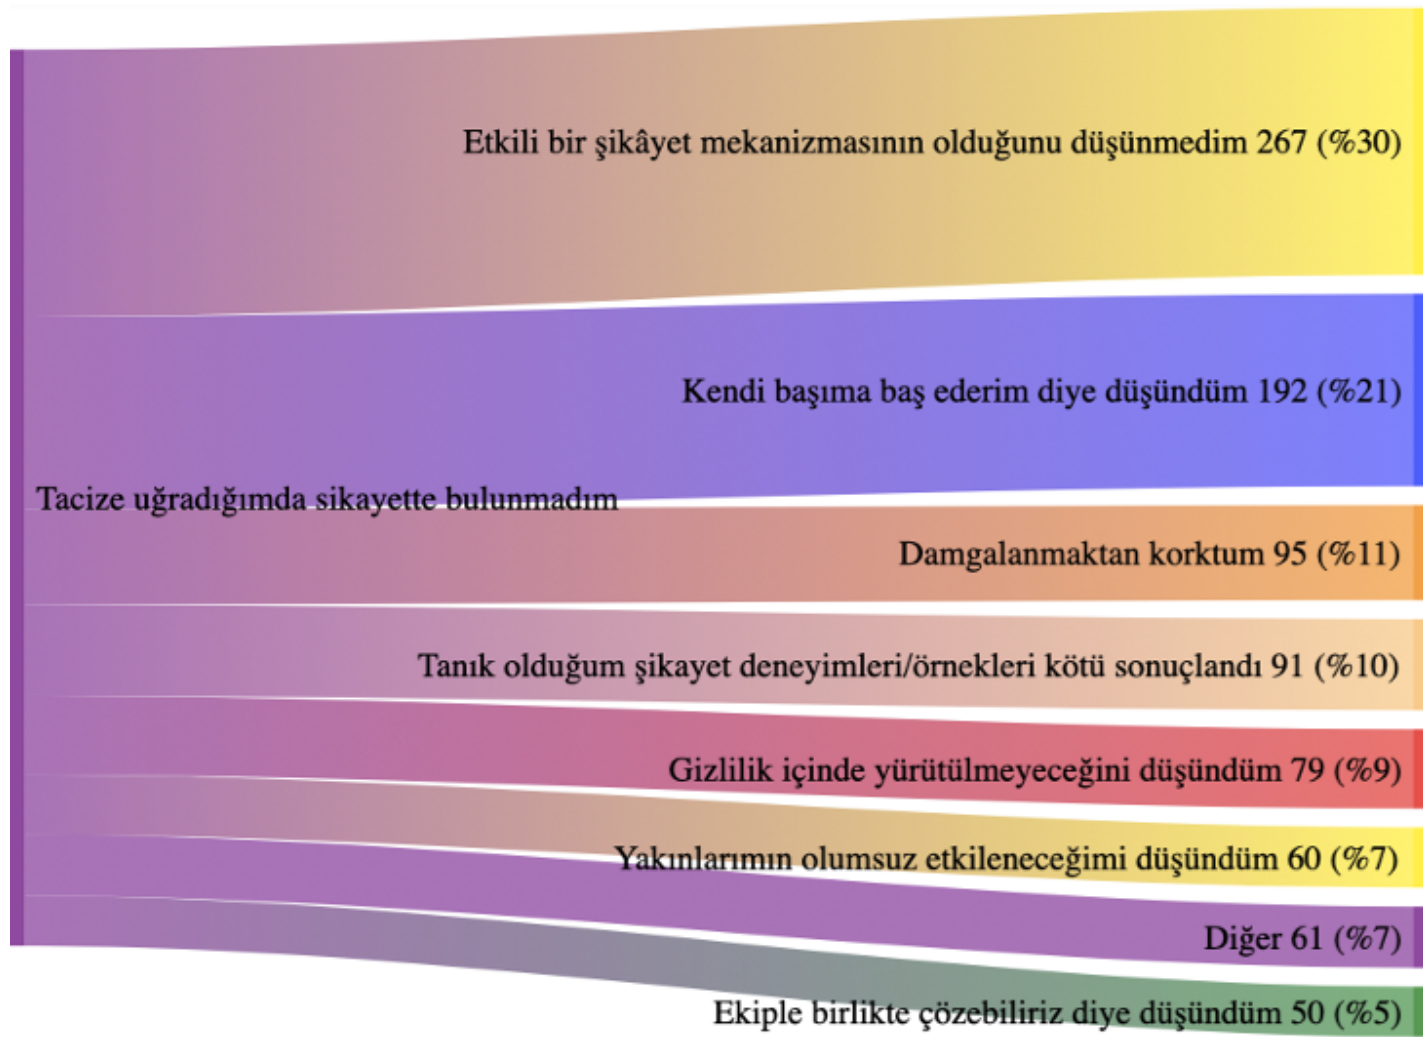 Etkili bir şikâyet mekanizmasının olduğunu düşünmedim 267 (%30)
Kendi başıma baş ederim diye düşündüm 192 (%21)
Tacize uğradığımda sikayette bulunmadım
Damgalanmaktan korktum 95 (%11)
Tanık olduğum şikayet deneyimleri/örnekleri kötü sonuçlandı 91 (%10)
Gizlilik içinde yürütülmeyeceğini düşündüm 79 (%9)
Yakınlarımın olumsuz etkileneceğimi düşündüm 60 (%7)
Diğer 61 (%7)
Ekiple birlikte çözebiliriz diye düşündüm 50 (%5)